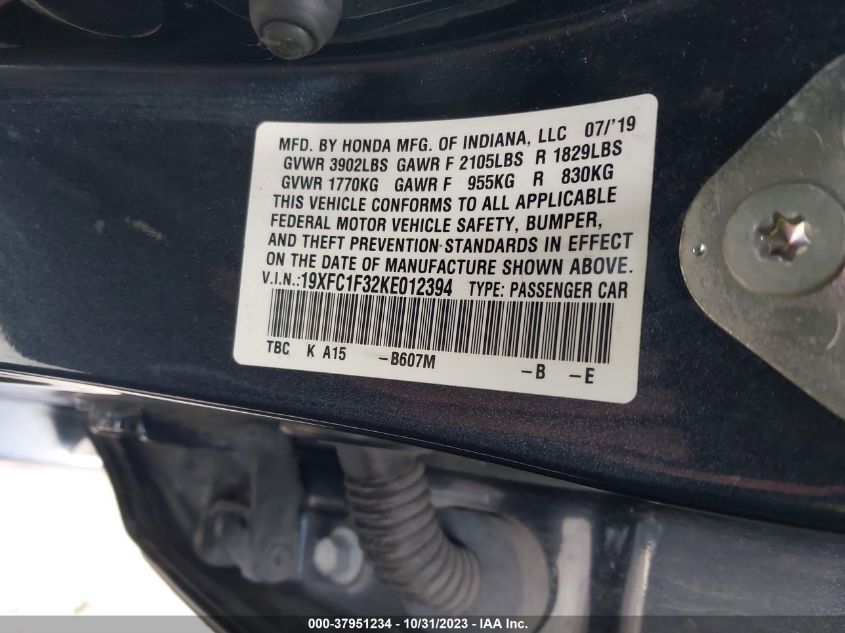 MFD. BY HONDA MFG. OF INDIANA, LLC 07/'19
GVWR 3902LBS GAWR F 2105LBS R 1829LBS
GVWR 1770KG GAWR F 955KG R 830KG
THIS VEHICLE CONFORMS TO ALL APPLICABLE
FEDERAL MOTOR VEHICLE SAFETY, BUMPER,
AND THEFT PREVENTION STANDARDS IN EFFECT
ON THE DATE OF MANUFACTURE SHOWN ABOVE.
V.I.N.:19XFC1F32KE012394 TYPE: PASSENGER CAR
TBC K A15 -B607M -B -E
000-37951234 - 10/31/2023 - IAA Inc.